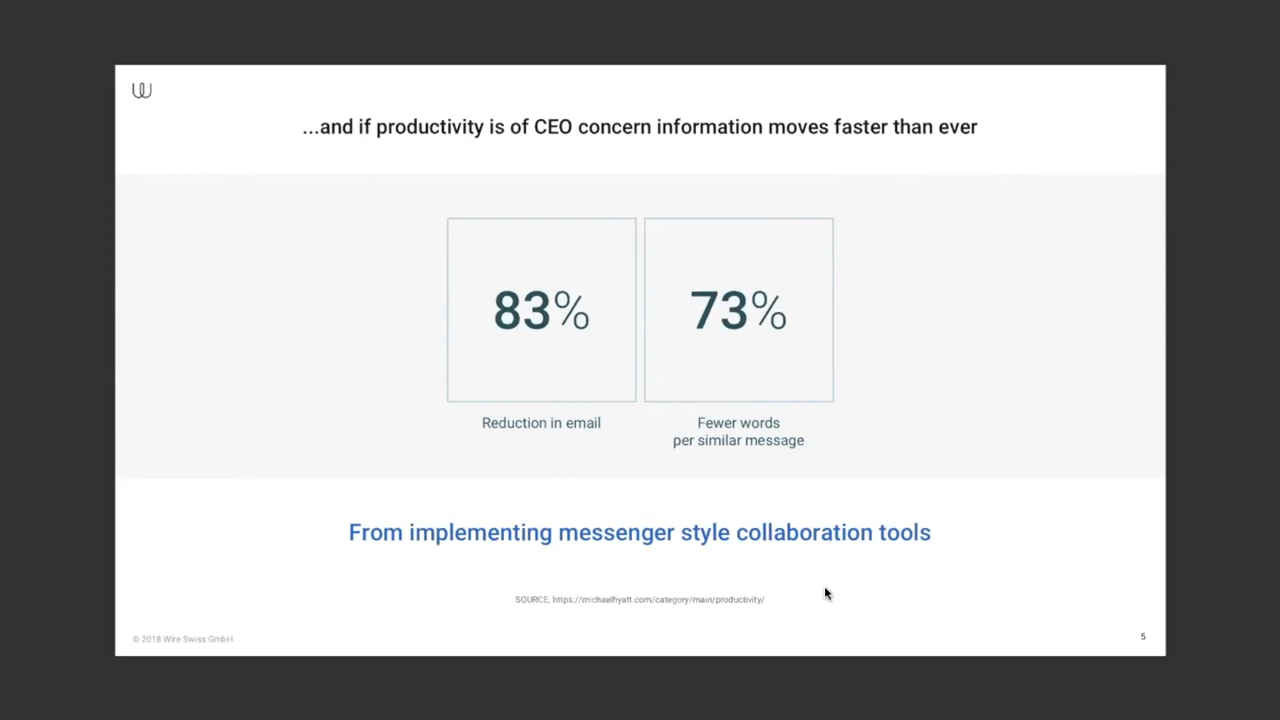 ...and if productivity is of CEO concern information moves faster than ever
83%
73%
Reduction in email
Fewer words
per similar message
From implementing messenger style collaboration tools
SOURCE: https://michaelhyatt.com/category/main/productivity/
© 2018 Wire Swiss GmbH
5